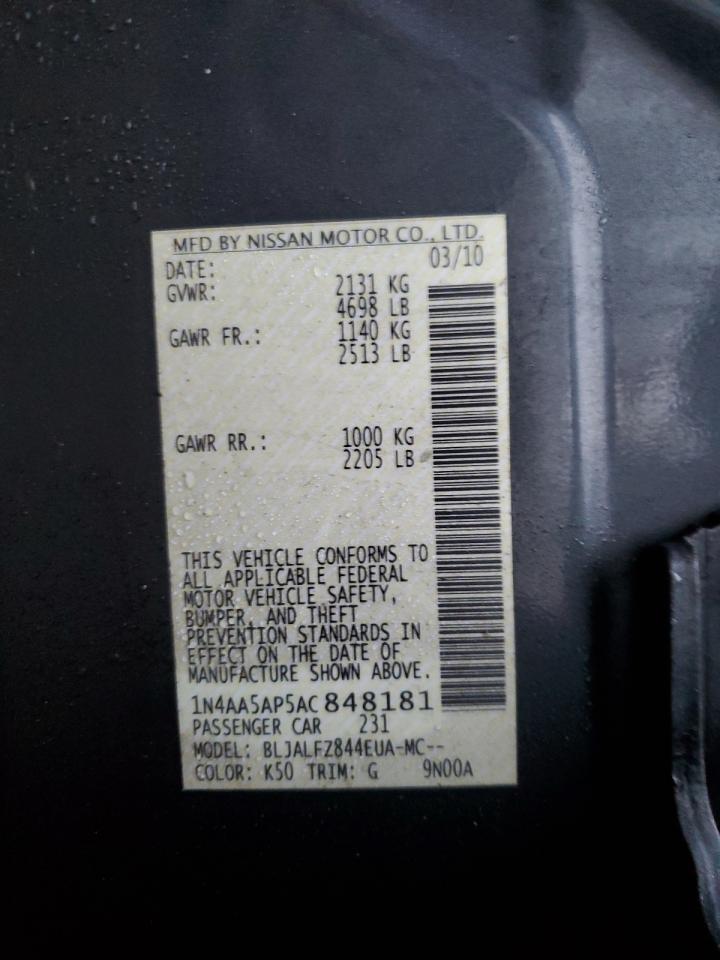 MFD BY NISSAN MOTOR CO., LTD.
DATE: 03/10
GVWR: 2131 KG
4698 LB
GAWR FR.: 1140 KG
2513 LB
GAWR RR.: 1000 KG
2205 LB
THIS VEHICLE CONFORMS TO
ALL APPLICABLE FEDERAL
MOTOR VEHICLE SAFETY,
BUMPER, AND THEFT
PREVENTION STANDARDS IN
EFFECT ON THE DATE OF
MANUFACTURE SHOWN ABOVE.
1N4AA5AP5AC848181
PASSENGER CAR 231
MODEL: BLJALFZ844EUA-MC--
COLOR: K50 TRIM: G 9N00A